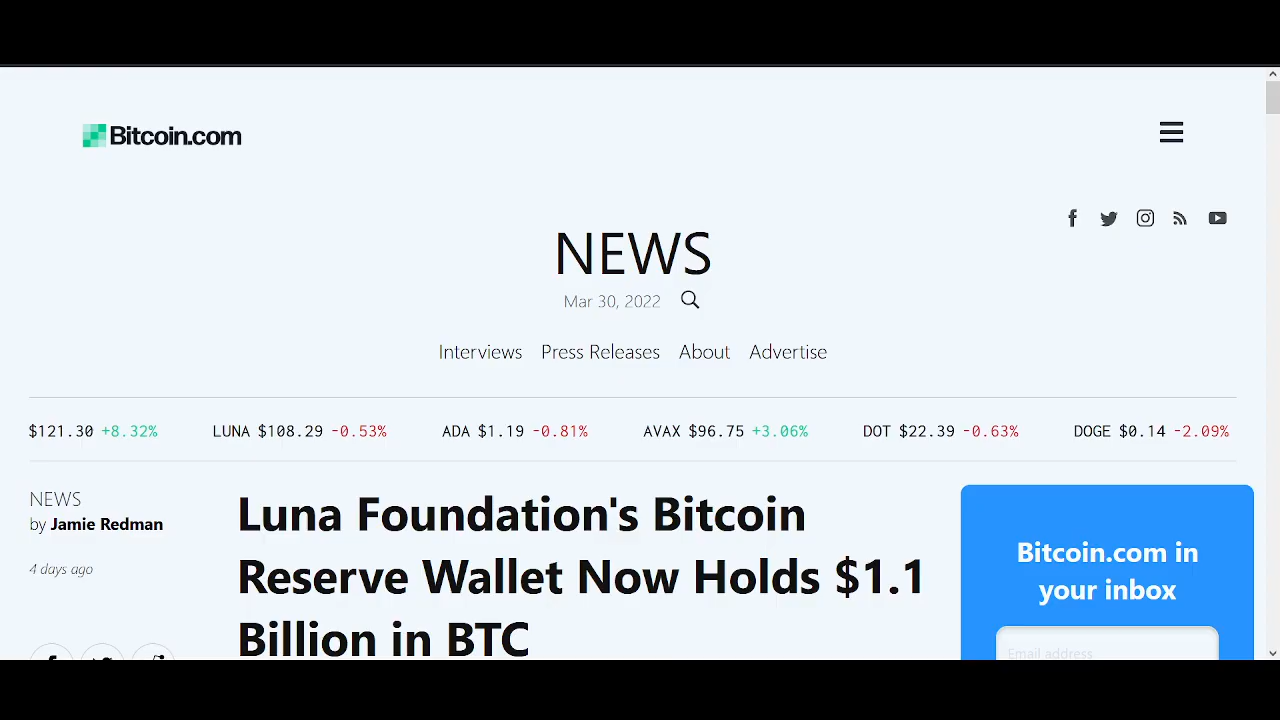 Bitcoin.com
NEWS
Mar 30, 2022
Interviews Press Releases About Advertise
$121.30 +8.32% LUNA $108.29 -0.53% ADA $1.19 -0.81% AVAX $96.75 +3.06% DOT $22.39 -0.63% DOGE $0.14 -2.09%
NEWS
by Jamie Redman
4 days ago
Luna Foundation's Bitcoin
Reserve Wallet Now Holds $1.1
Billion in BTC
Bitcoin.com in
your inbox
Email address